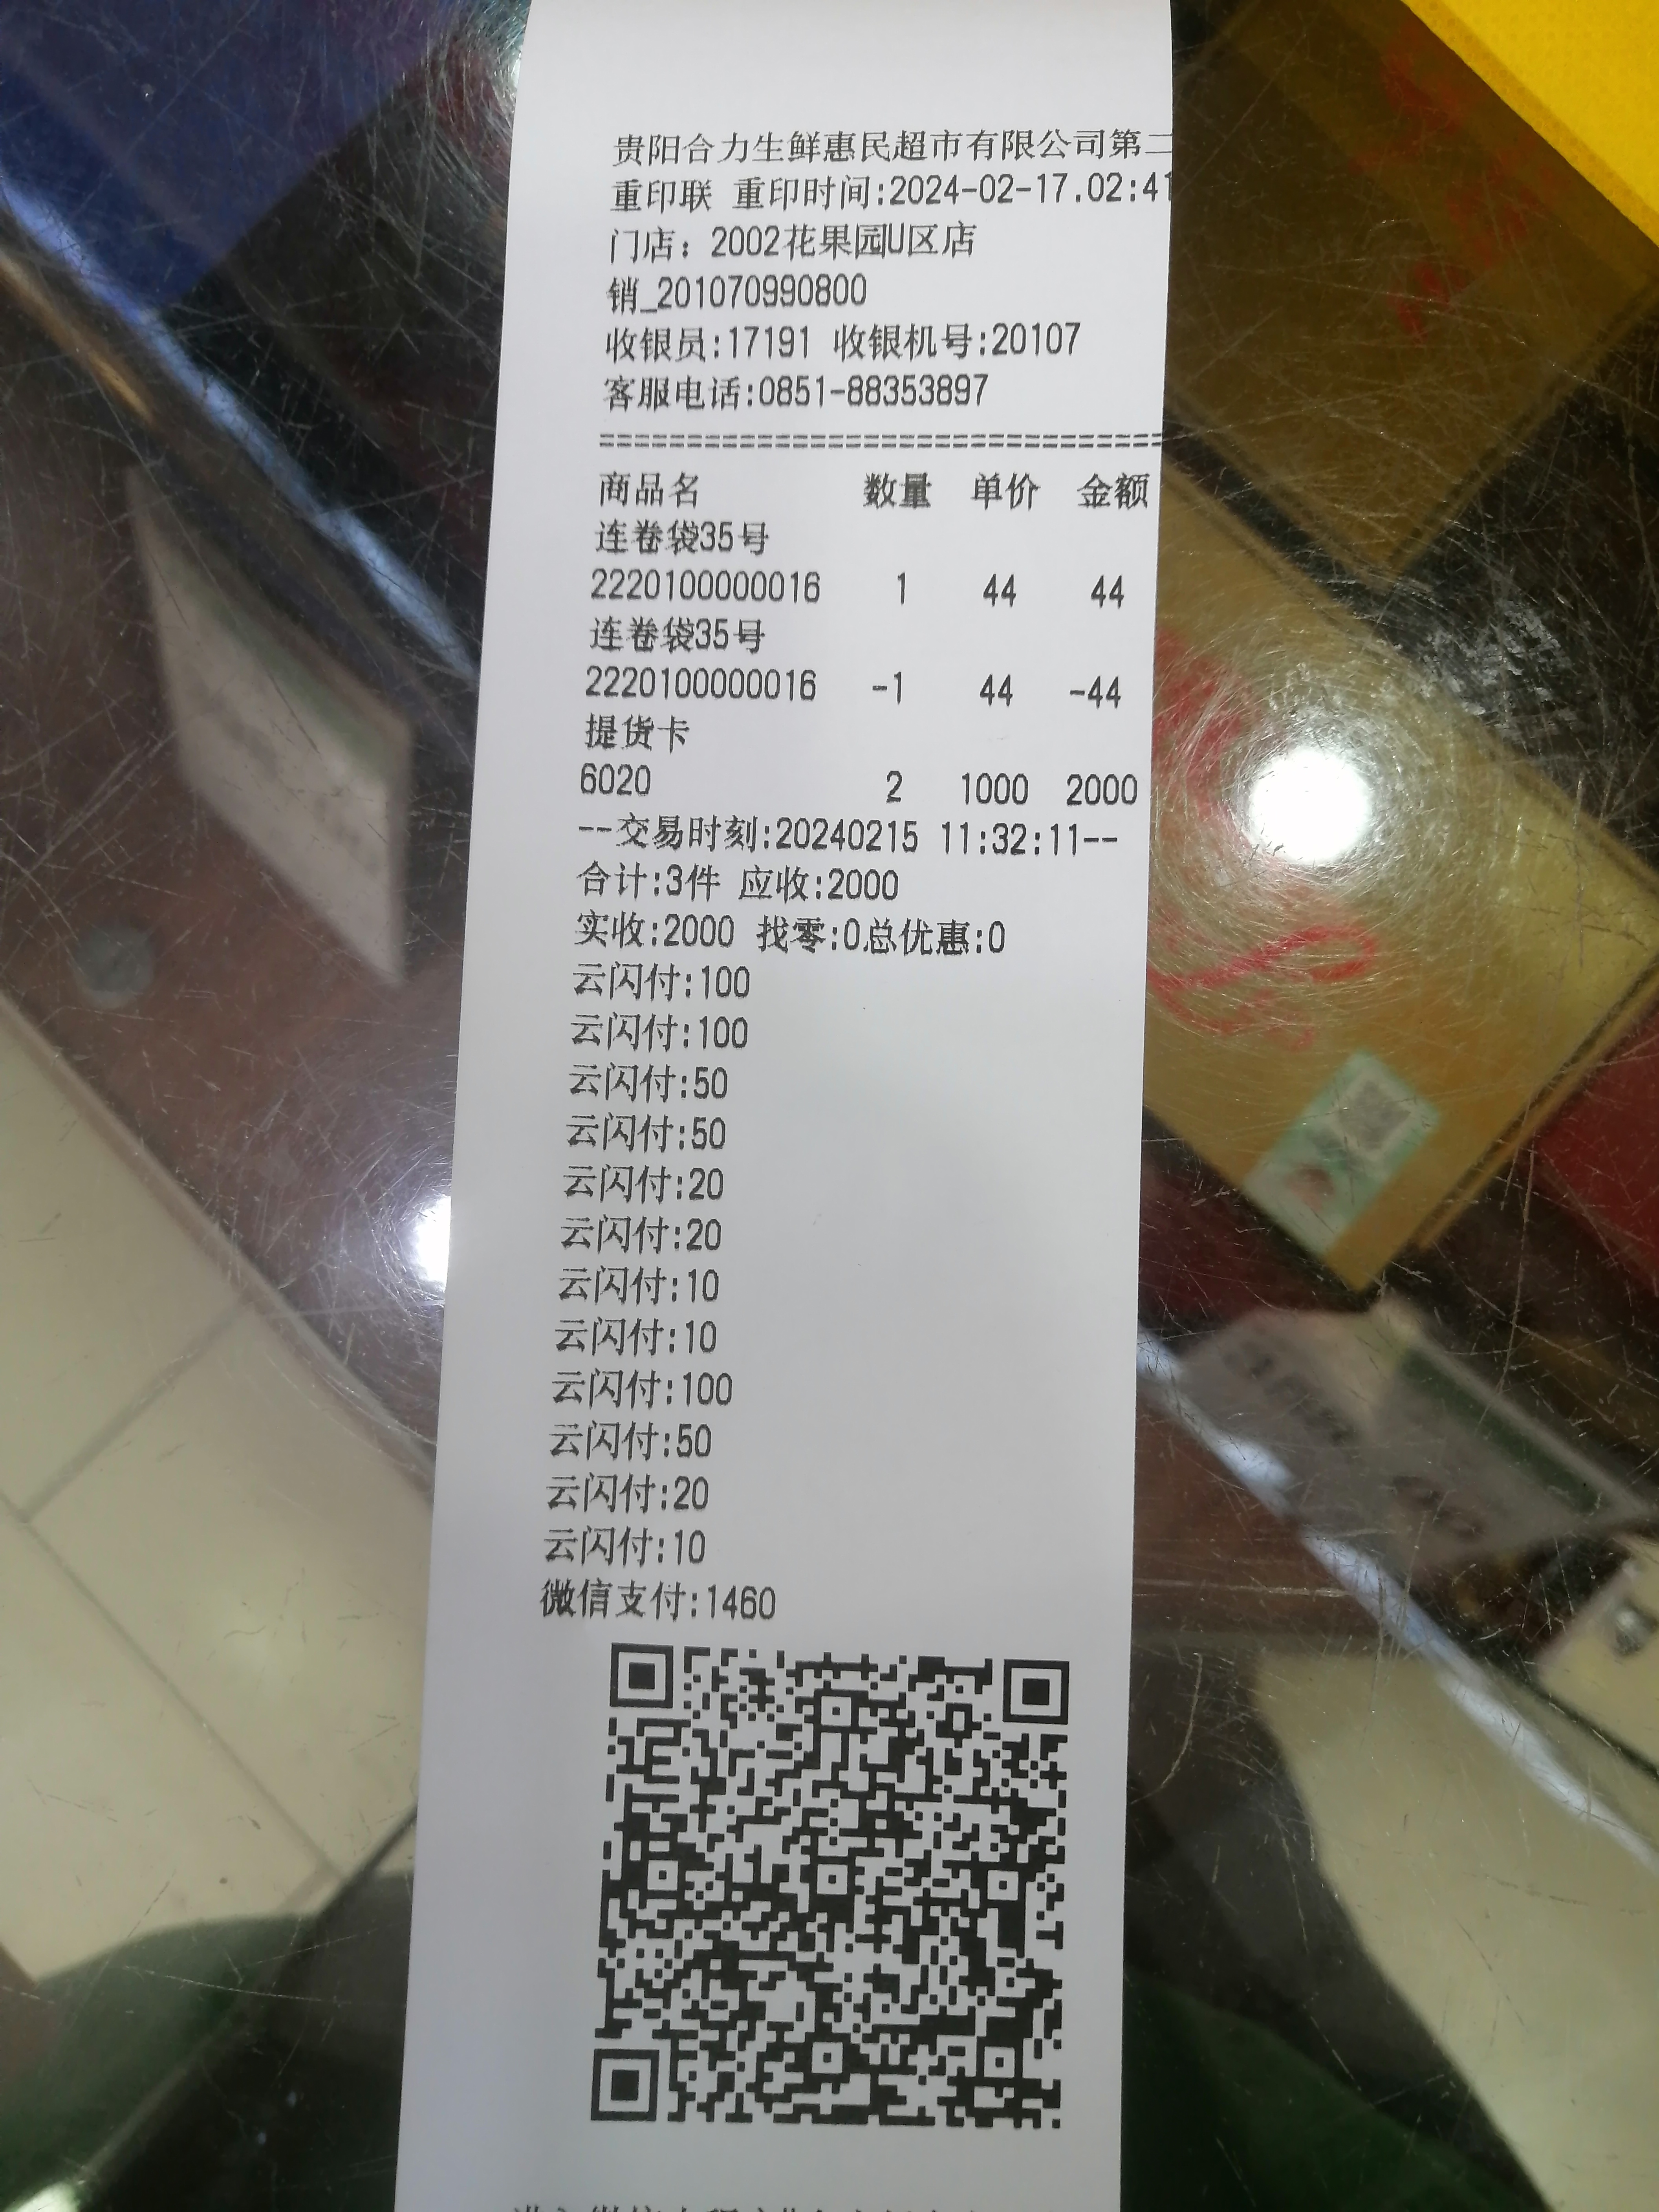 贵阳合力生鲜惠民超市有限公司第二
重印联 重印时间:2024-02-17.02:41
门店：2002花果园U区店
销_201070990800
收银员:17191 收银机号:20107
客服电话:0851-88353897
================================
商品名 数量 单价 金额
连卷袋35号
2220100000016 1 44 44
连卷袋35号
2220100000016 -1 44 -44
提货卡
6020 2 1000 2000
--交易时刻:20240215 11:32:11--
合计:3件 应收:2000
实收:2000 找零:0总优惠:0
云闪付:100
云闪付:100
云闪付:50
云闪付:50
云闪付:20
云闪付:20
云闪付:10
云闪付:10
云闪付:100
云闪付:50
云闪付:20
云闪付:10
微信支付:1460